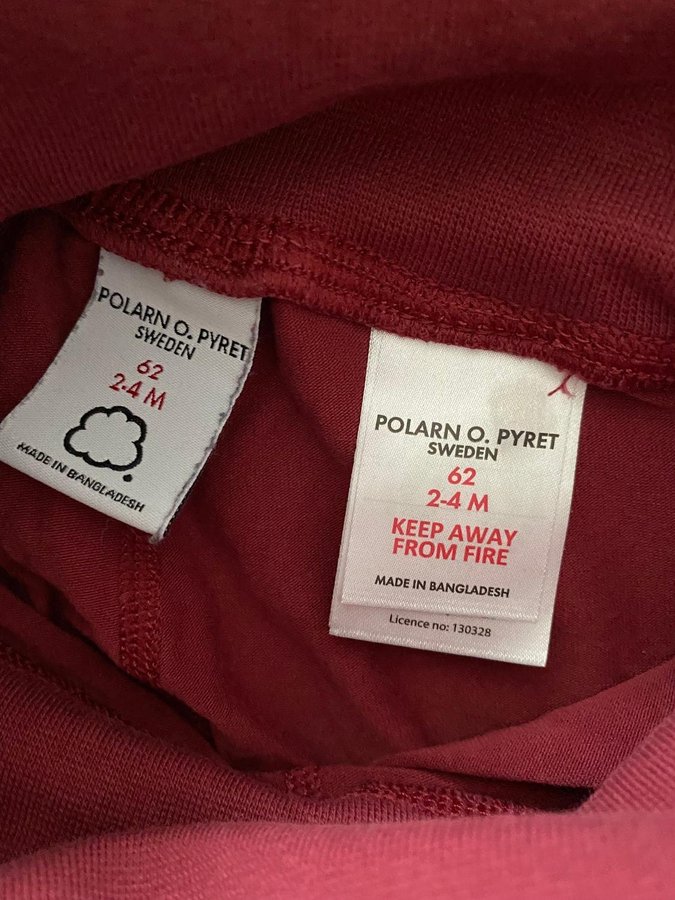 POLARN O. PYRET
SWEDEN
62
2-4 M
MADE IN BANGLADESH
POLARN O. PYRET
SWEDEN
62
2-4 M
KEEP AWAY
FROM FIRE
MADE IN BANGLADESH
Licence no: 130328